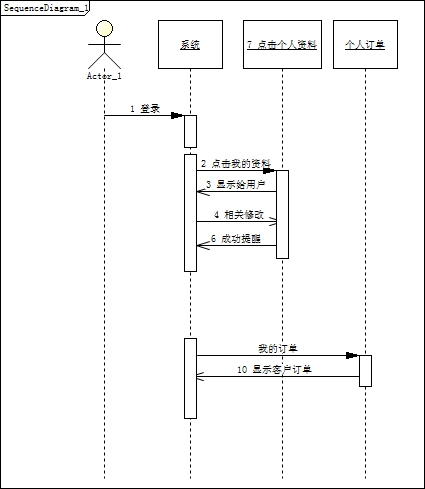 SequenceDiagram_1
系统
7 点击个人资料
个人订单
Actor_1
1 登录
2 点击我的资料
3 显示给用户
4 相关修改
6 成功提醒
我的订单
10 显示客户订单